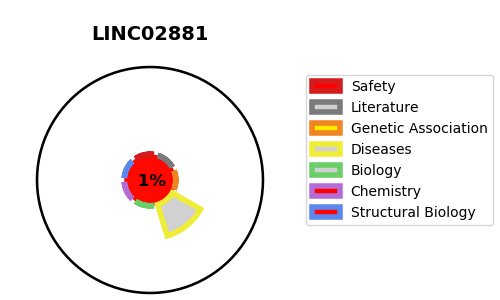 LINC02881
1%
Safety
Literature
Genetic Association
Diseases
Biology
Chemistry
Structural Biology